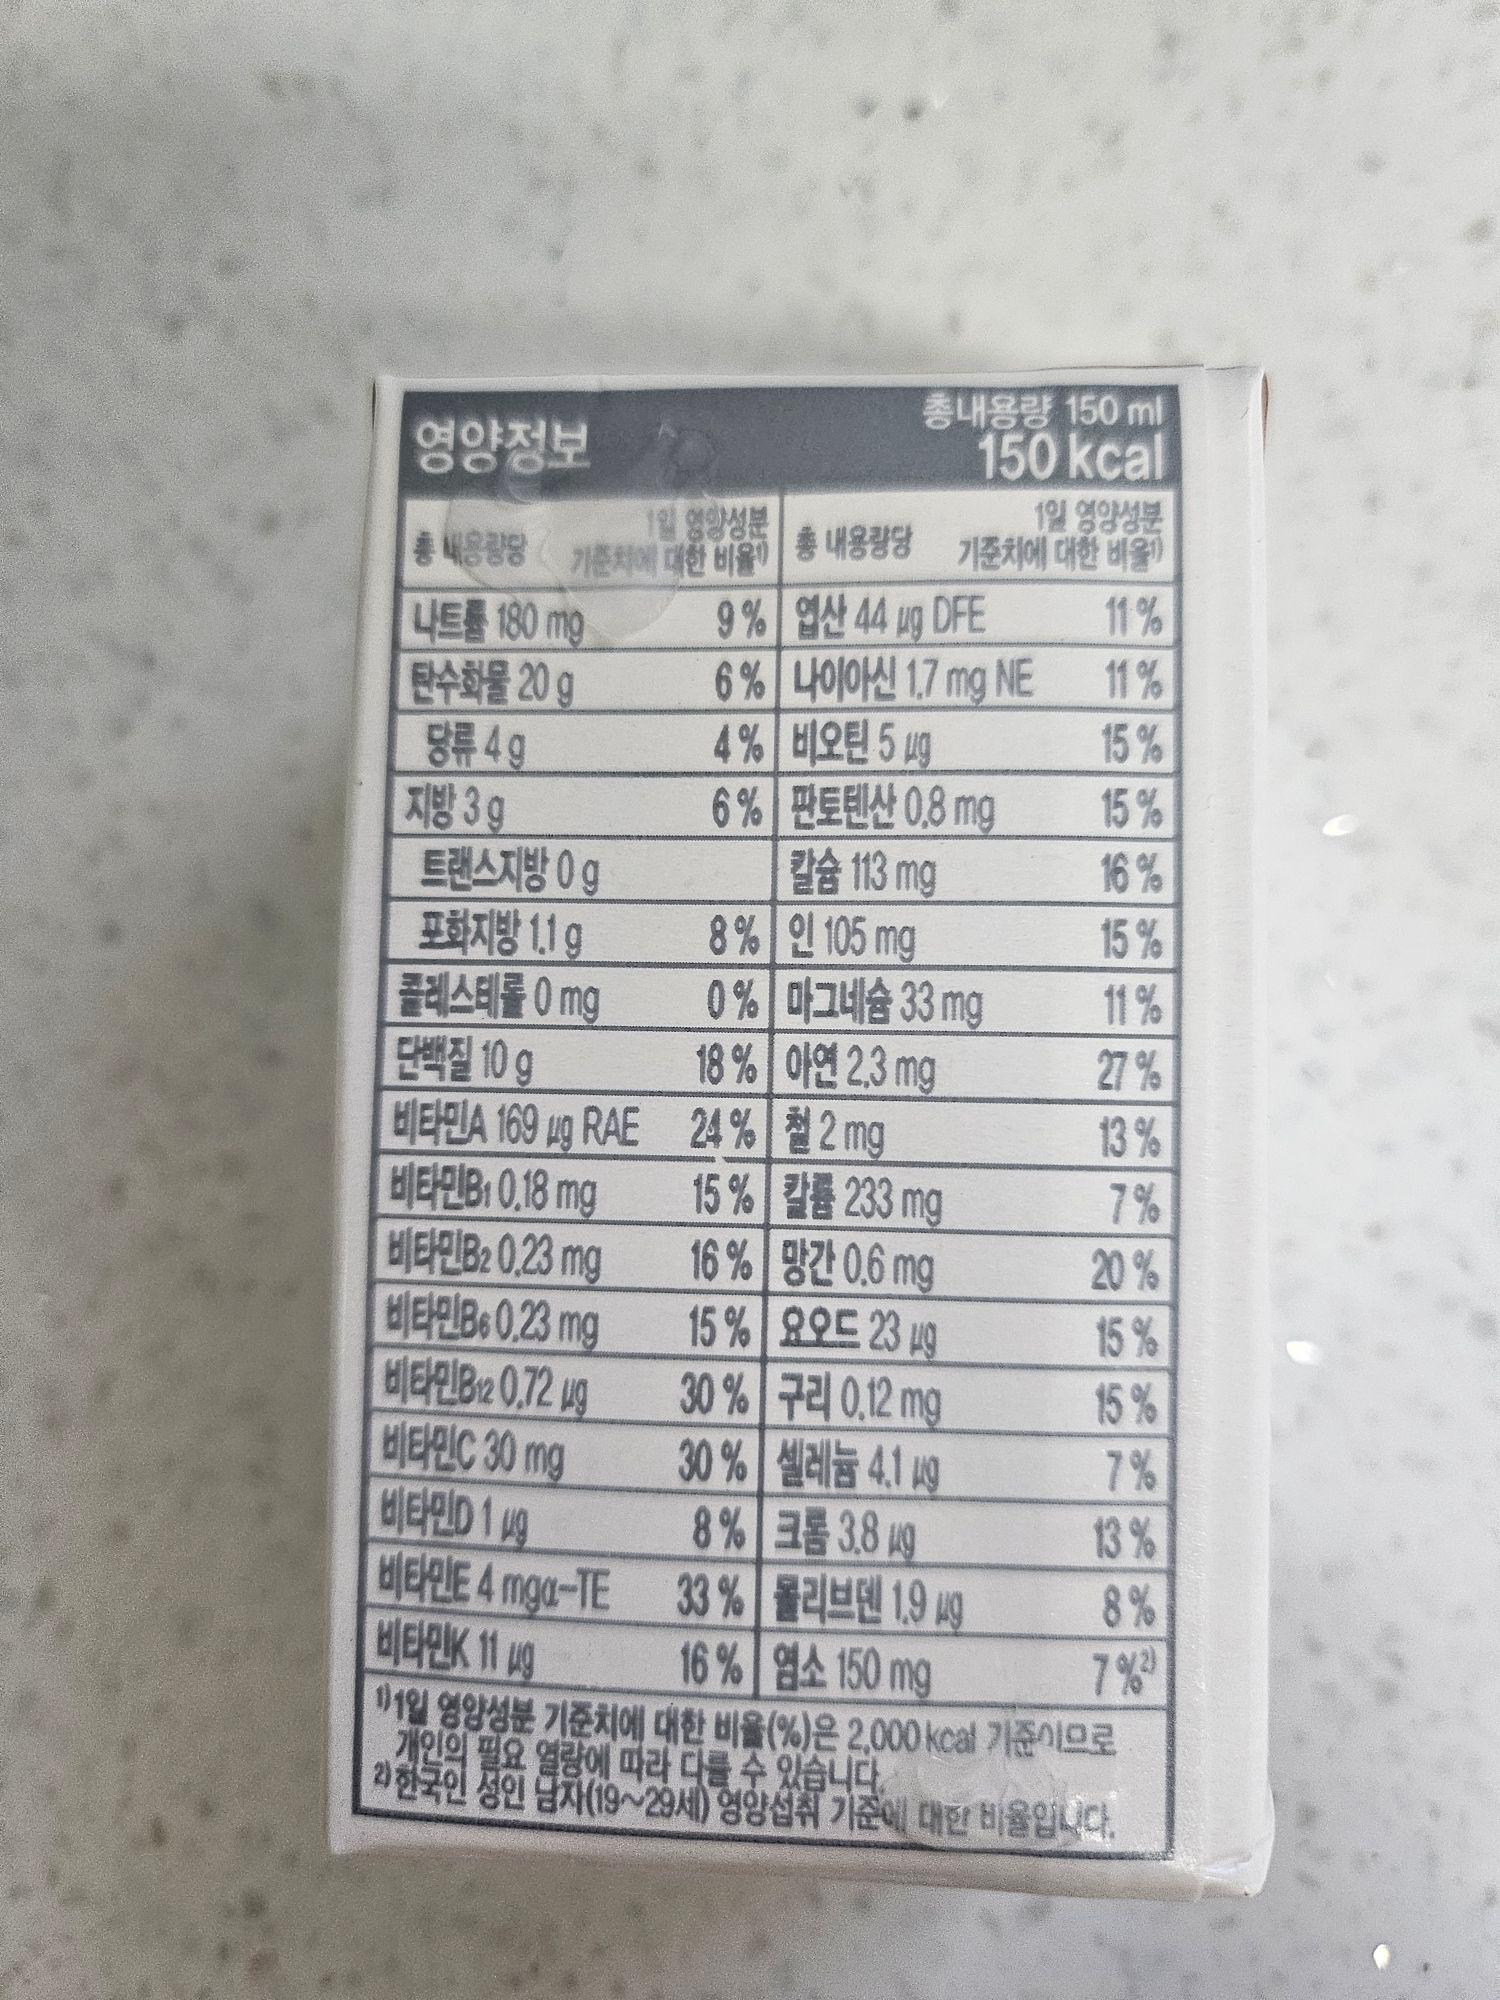 영양정보
총 내용량 150 ml
150 kcal
총 내용량당 1일 영양성분 기준치에 대한 비율1)
나트륨 180 mg 9 %
탄수화물 20 g 6 %
당류 4 g 4 %
지방 3 g 6 %
트랜스지방 0 g
포화지방 1.1 g 8 %
콜레스테롤 0 mg 0 %
단백질 10 g 18 %
비타민A 169 μg RAE 24 %
비타민B1 0.18 mg 15 %
비타민B2 0.23 mg 16 %
비타민B6 0.23 mg 15 %
비타민B12 0.72 μg 30 %
비타민C 30 mg 30 %
비타민D 1 μg 8 %
비타민E 4 mgα-TE 33 %
비타민K 11 μg 16 %
총 내용량당 1일 영양성분 기준치에 대한 비율1)
엽산 44 μg DFE 11 %
나이아신 1.7 mg NE 11 %
비오틴 5 μg 15 %
판토텐산 0.8 mg 15 %
칼슘 113 mg 16 %
인 105 mg 15 %
마그네슘 33 mg 11 %
아연 2.3 mg 27 %
철 2 mg 13 %
칼륨 233 mg 7 %
망간 0.6 mg 20 %
요오드 23 μg 15 %
구리 0.12 mg 15 %
셀레늄 4.1 μg 7 %
크롬 3.8 μg 13 %
몰리브덴 1.9 μg 8 %
염소 150 mg 7 %2)
1)1일 영양성분 기준치에 대한 비율(%)은 2,000 kcal 기준이므로
개인의 필요 열량에 따라 다를 수 있습니다.
2)한국인 성인 남자(19~29세) 영양섭취 기준에 대한 비율입니다.